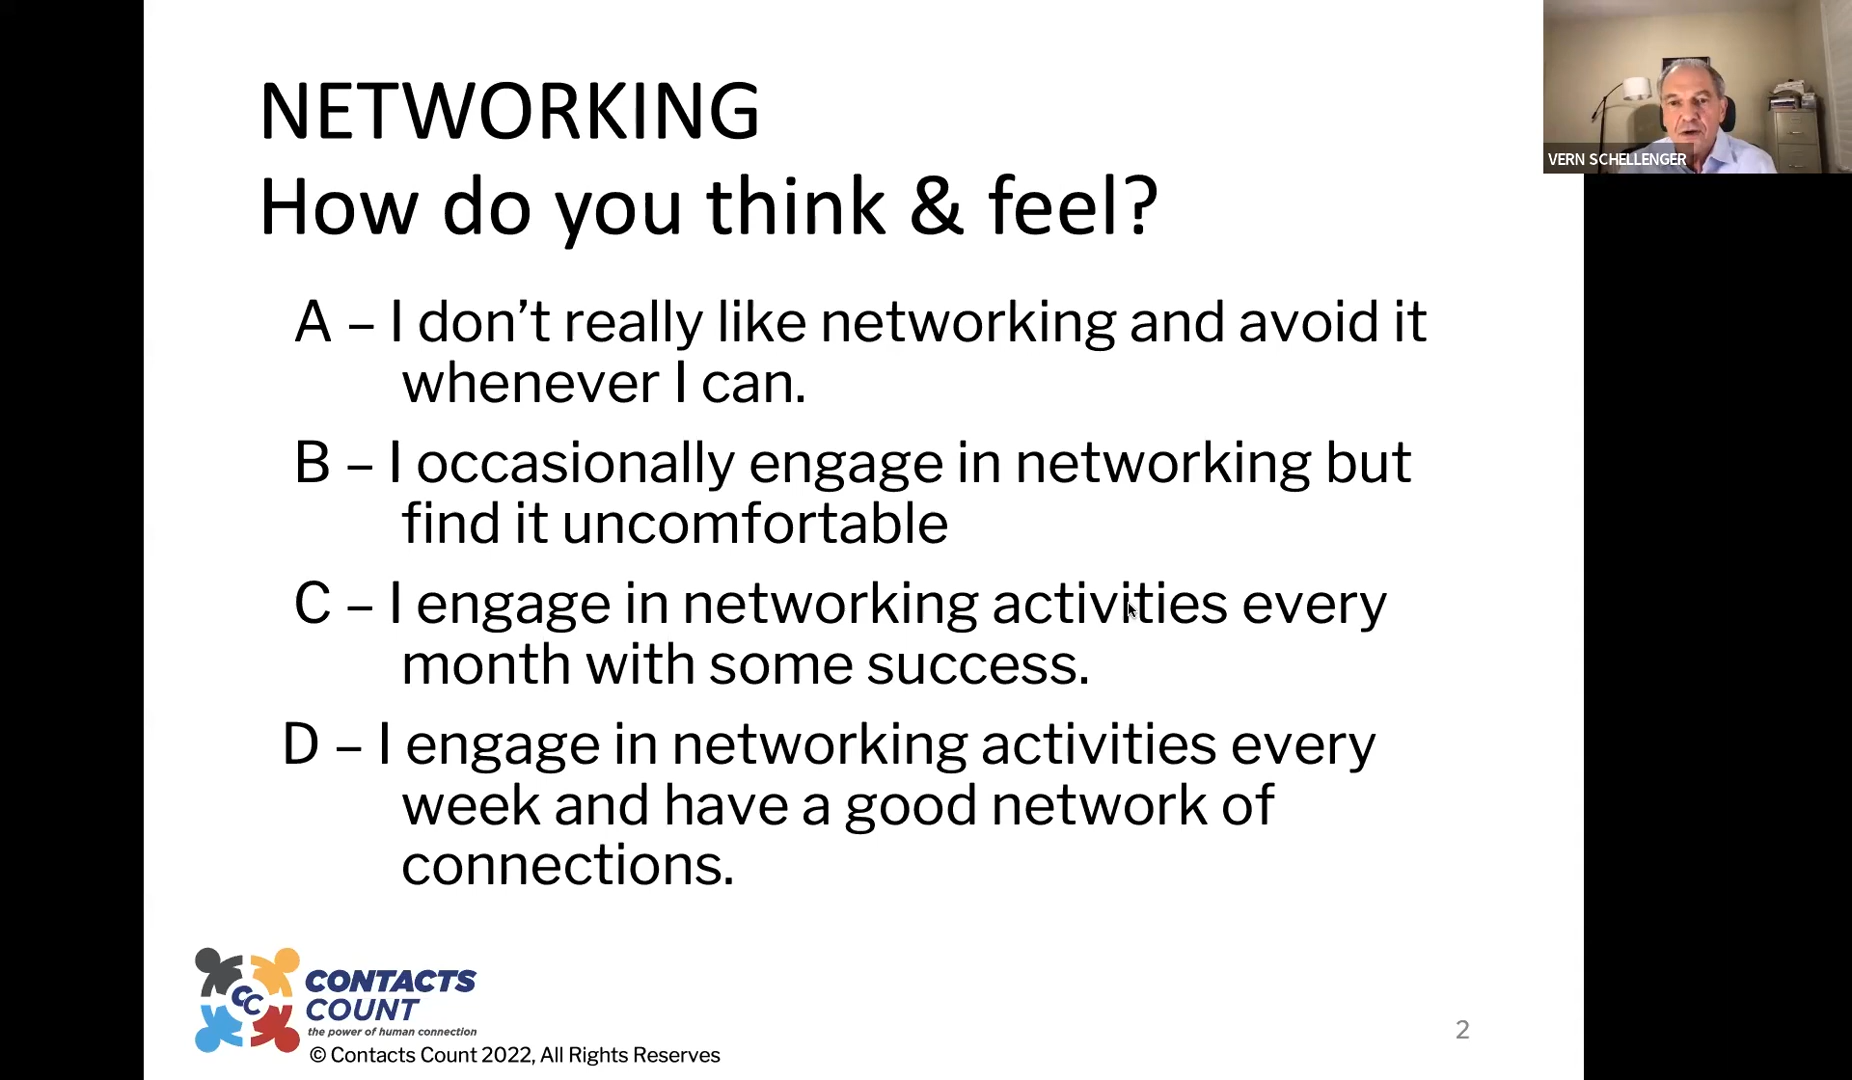 NETWORKING
How do you think & feel?
A – I don’t really like networking and avoid it
whenever I can.
B – I occasionally engage in networking but
find it uncomfortable
C – I engage in networking activities every
month with some success.
D – I engage in networking activities every
week and have a good network of
connections.
CC
CONTACTS
COUNT
the power of human connection
© Contacts Count 2022, All Rights Reserves
2
VERN SCHELLENGER